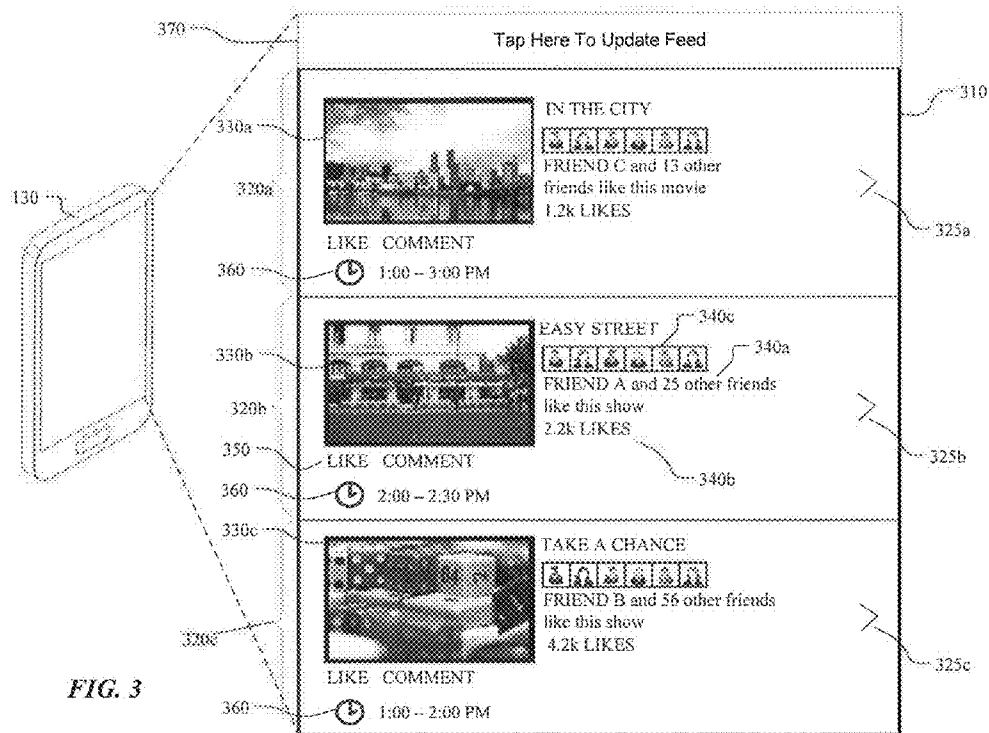 370
Tap Here To Update Feed
310
330a
IN THE CITY
FRIEND C and 13 other
friends like this movie
1.2k LIKES
320a
130
325a
LIKE COMMENT
360
1:00 – 3:00 PM
EASY STREET
340c
340a
330b
FRIEND A and 25 other friends
like this show
2.2k LIKES
320b
350
325b
LIKE COMMENT
340b
360
2:00 – 2:30 PM
330c
TAKE A CHANCE
FRIEND B and 56 other friends
like this show
4.2k LIKES
320c
325c
LIKE COMMENT
FIG. 3
360
1:00 – 2:00 PM